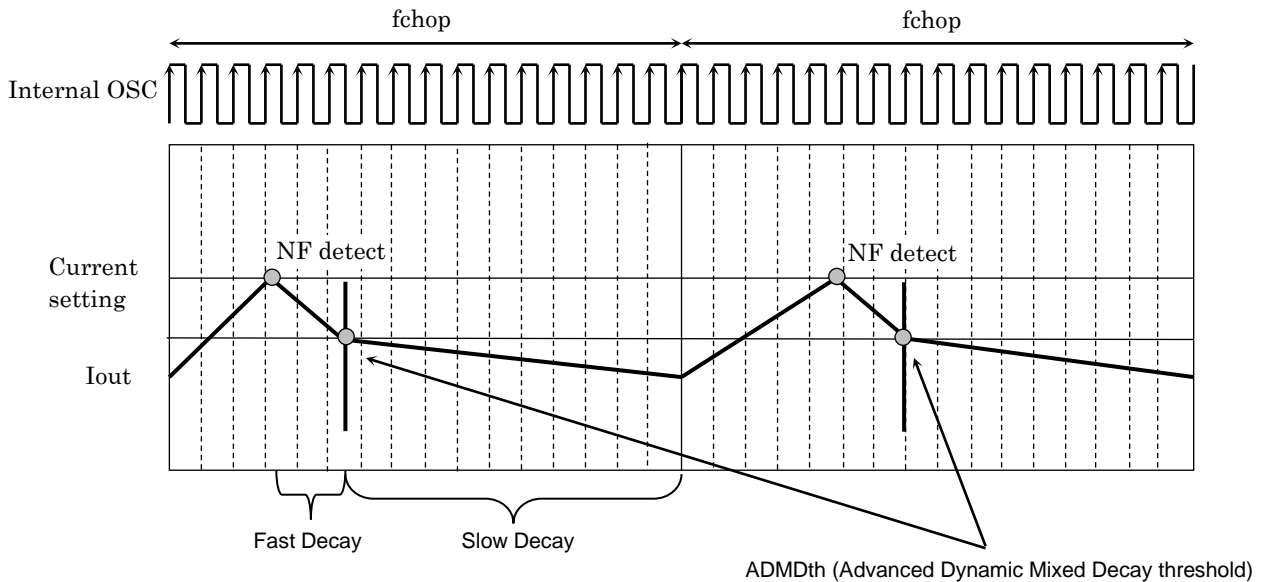 fchop
fchop
Internal OSC
NF detect
NF detect
Current
setting
Iout
Fast Decay
Slow Decay
ADMDth (Advanced Dynamic Mixed Decay threshold)